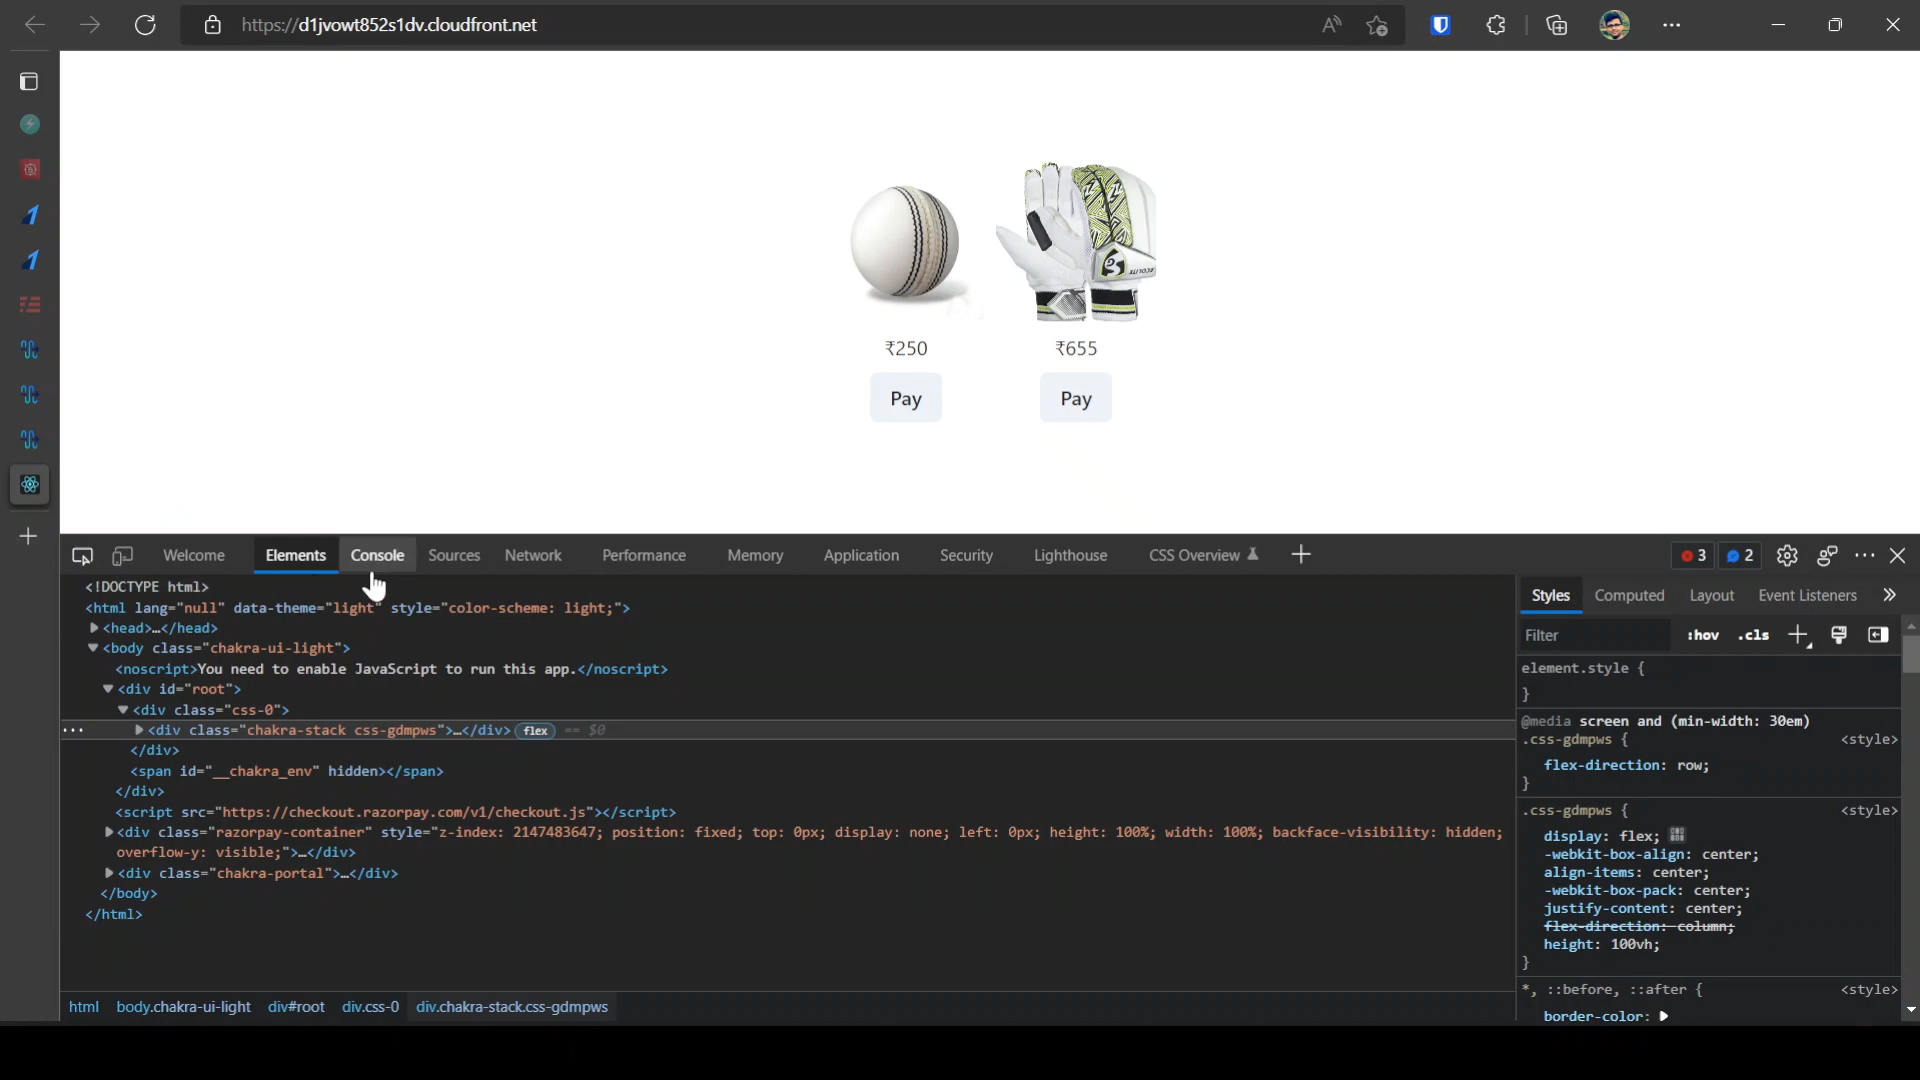 https://d1jvowt852s1dv.cloudfront.net
₹250 ₹655
Pay Pay
Welcome Elements Console Sources Network Performance Memory Application Security Lighthouse CSS Overview 3 2
<!DOCTYPE html>
<html lang="null" data-theme="light" style="color-scheme: light;">
<head>…</head>
<body class="chakra-ui-light">
<noscript>You need to enable JavaScript to run this app.</noscript>
<div id="root">
<div class="css-0">
<div class="chakra-stack css-gdmpws">…</div> flex == $0
</div>
<span id="__chakra_env" hidden></span>
</div>
<script src="https://checkout.razorpay.com/v1/checkout.js"></script>
<div class="razorpay-container" style="z-index: 2147483647; position: fixed; top: 0px; display: none; left: 0px; height: 100%; width: 100%; backface-visibility: hidden;
overflow-y: visible;">…</div>
<div class="chakra-portal">…</div>
</body>
</html>
html body.chakra-ui-light div#root div.css-0 div.chakra-stack.css-gdmpws
Styles Computed Layout Event Listeners
Filter :hov .cls
element.style {
}
@media screen and (min-width: 30em)
.css-gdmpws { <style>
flex-direction: row;
}
.css-gdmpws { <style>
display: flex;
-webkit-box-align: center;
align-items: center;
-webkit-box-pack: center;
justify-content: center;
flex-direction: column;
height: 100vh;
}
*, ::before, ::after { <style>
border-color: